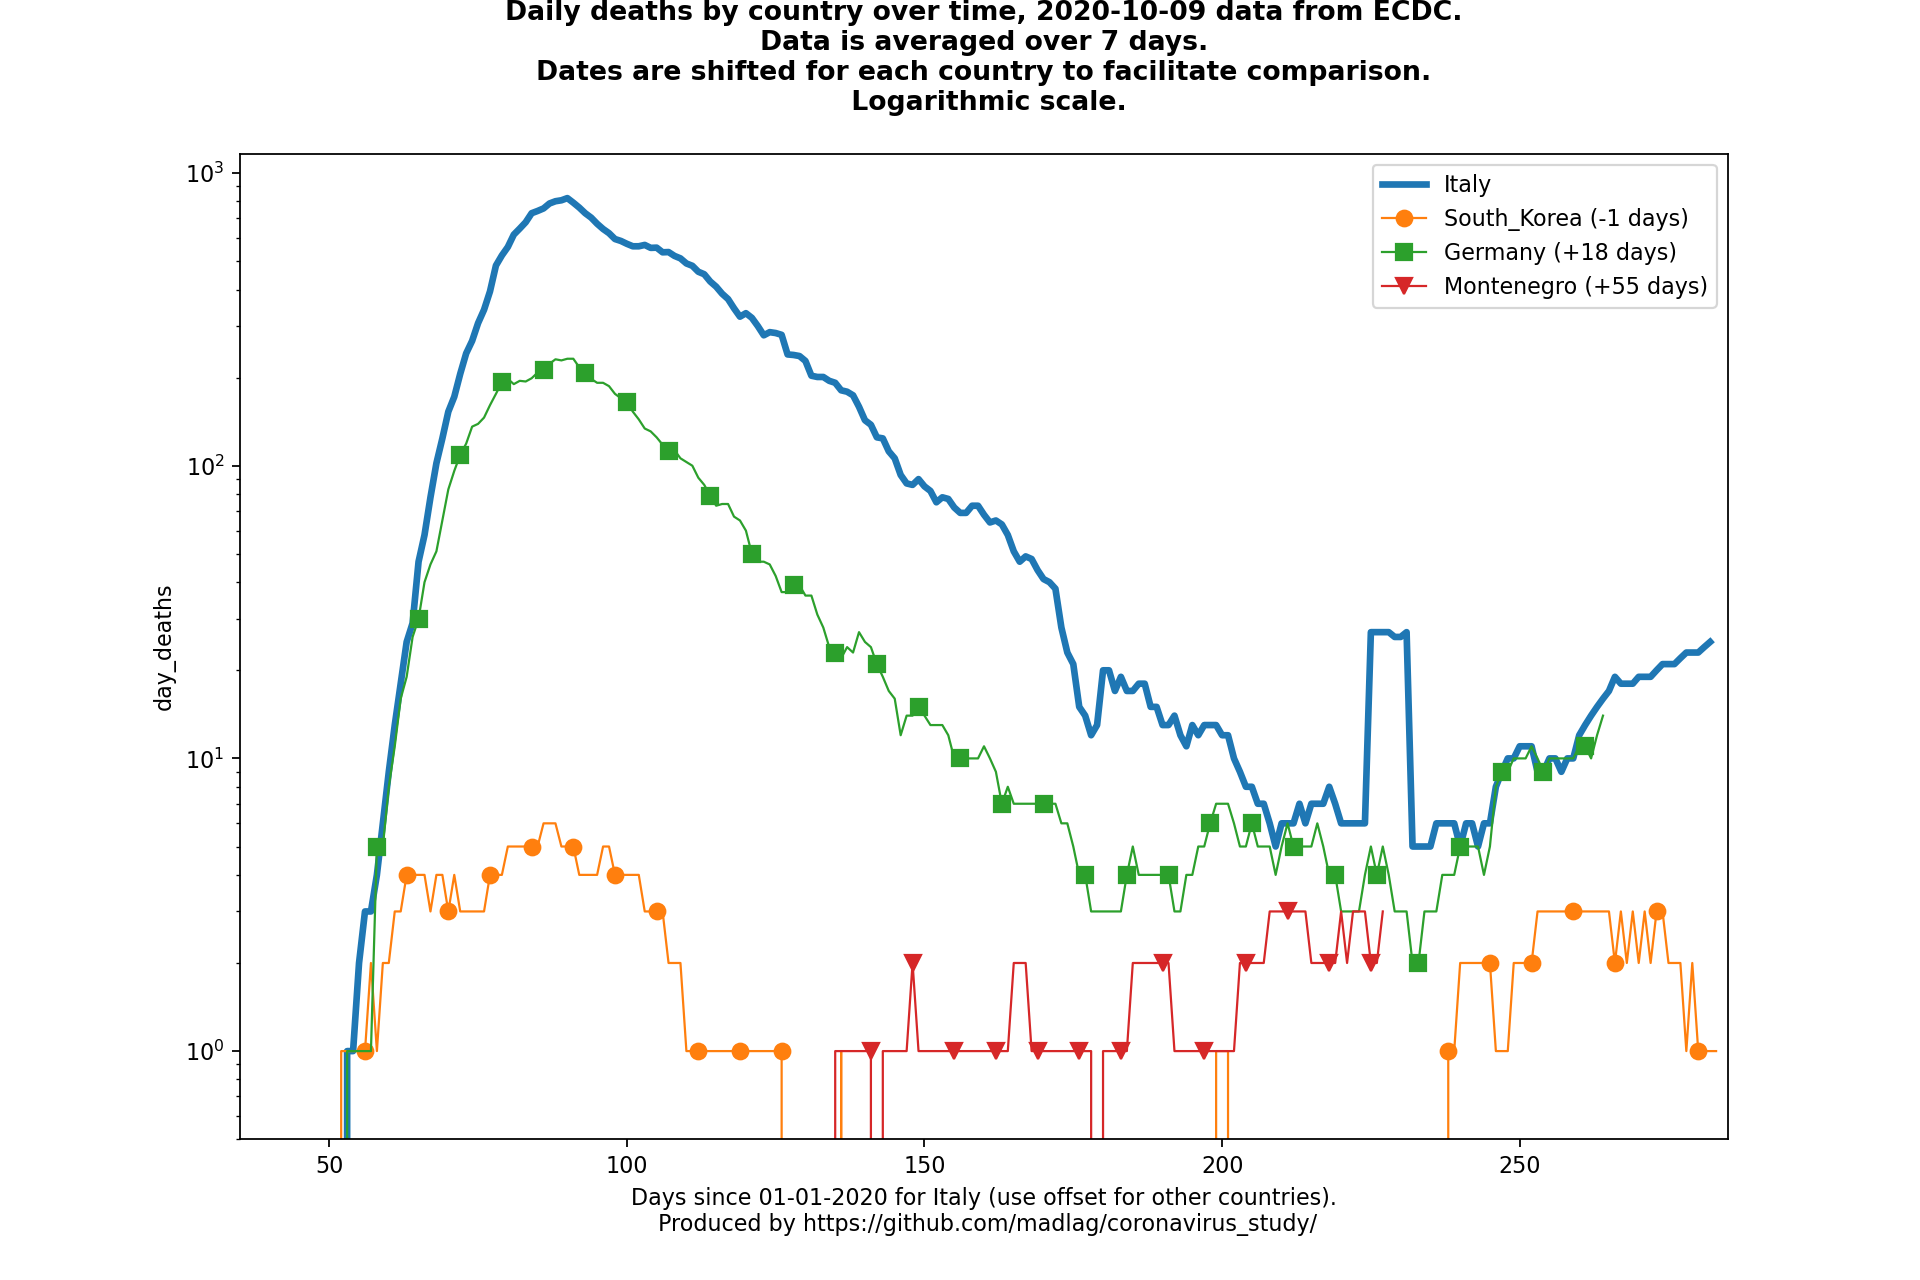 Daily deaths by country over time, 2020-10-09 data from ECDC.
Data is averaged over 7 days.
Dates are shifted for each country to facilitate comparison.
Logarithmic scale.
Italy
South_Korea (-1 days)
Germany (+18 days)
Montenegro (+55 days)
10³
10²
10¹
10⁰
day_deaths
50 100 150 200 250
Days since 01-01-2020 for Italy (use offset for other countries).
Produced by https://github.com/madlag/coronavirus_study/